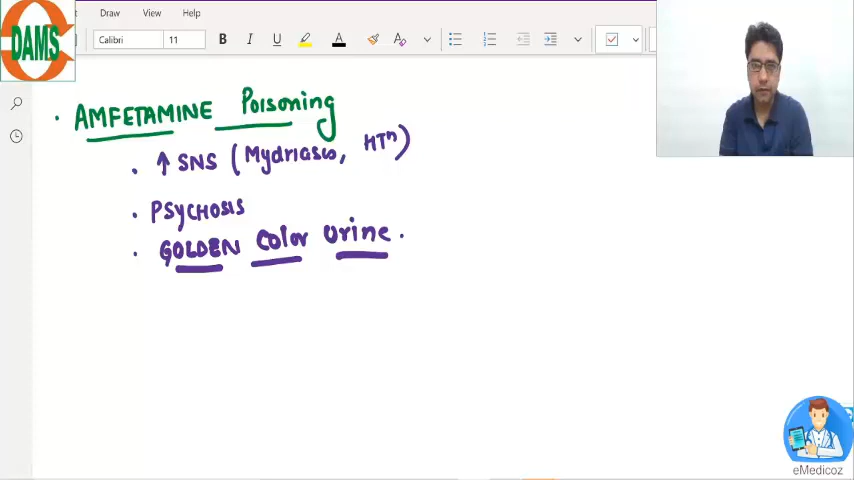 Draw View Help
DAMS
Calibri 11 B I U A A
• AMFETAMINE Poisoning
• ↑ SNS (Mydriasis, HTⁿ)
• PSYCHOSIS
• GOLDEN Color Urine.
eMedicoz